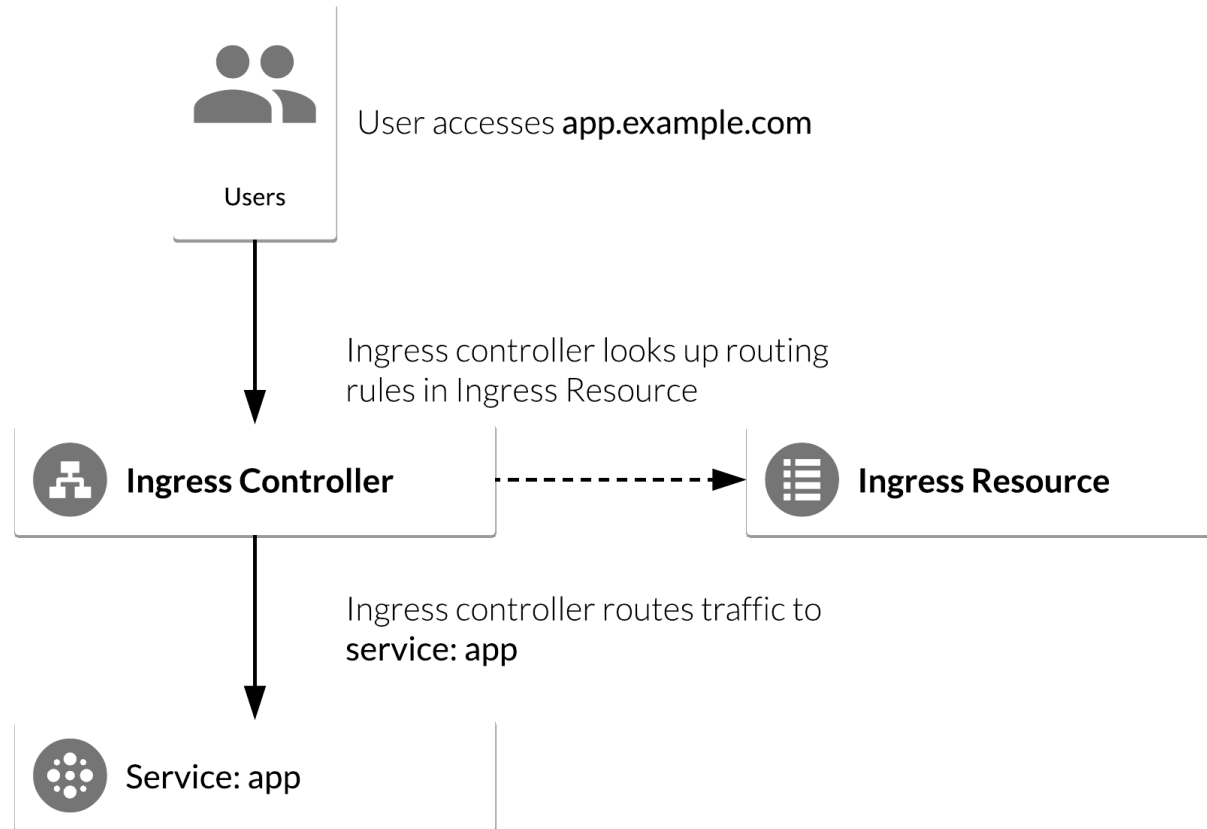 User accesses app.example.com
Users
Ingress controller looks up routing
rules in Ingress Resource
Ingress Controller
Ingress Resource
Ingress controller routes traffic to
service: app
Service: app